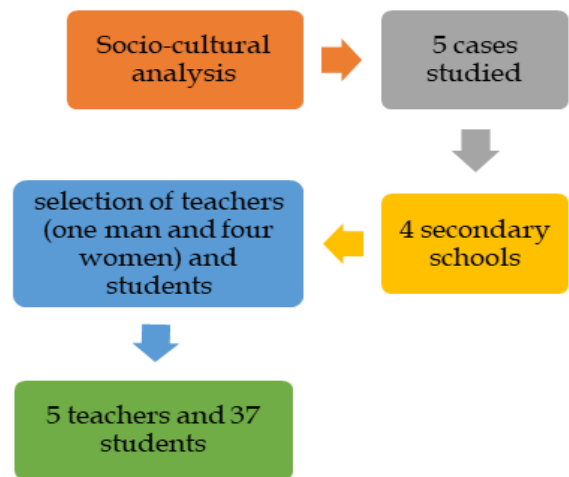 Socio-cultural
analysis
5 cases
studied
4 secondary
schools
selection of teachers
(one man and four
women) and
students
5 teachers and 37
students